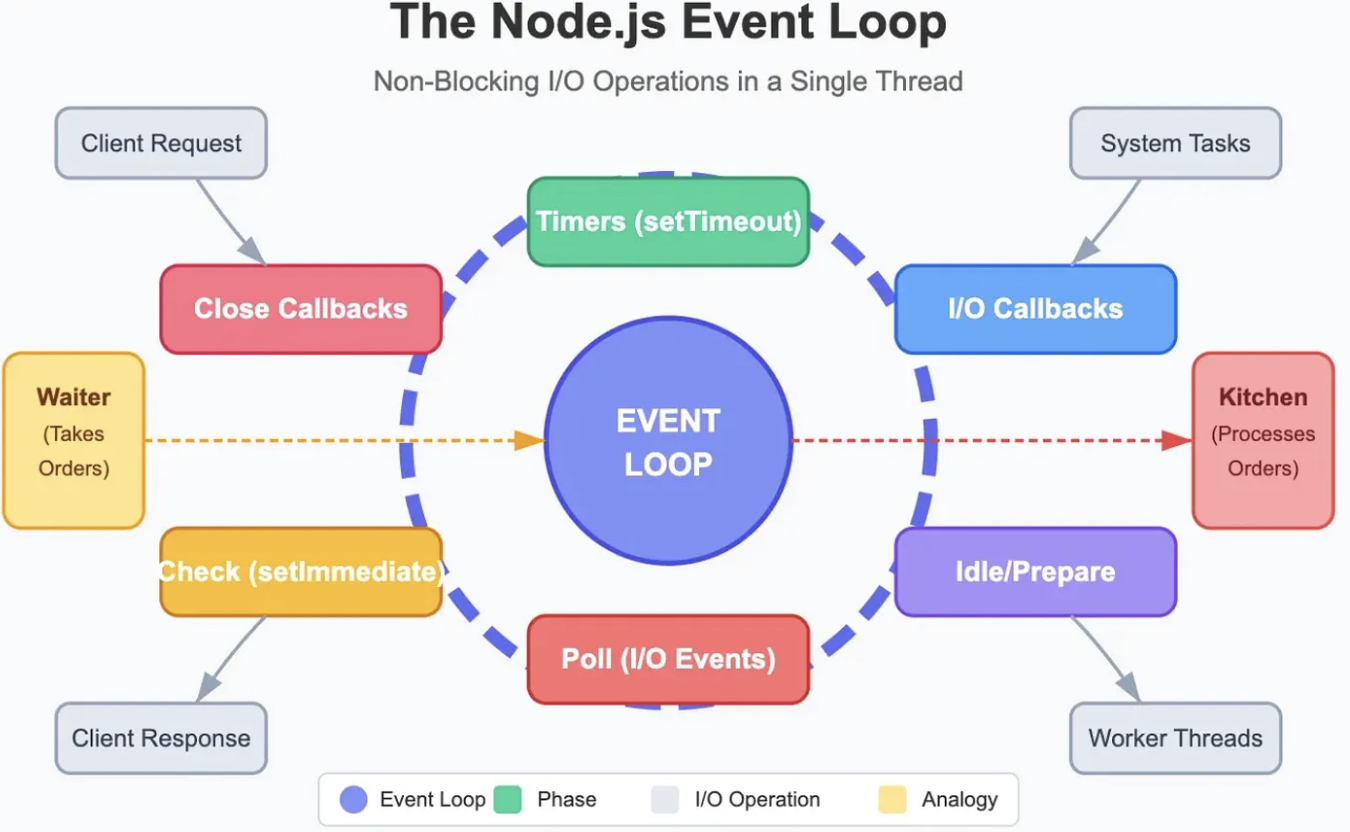 The Node.js Event Loop
Non-Blocking I/O Operations in a Single Thread
Client Request
System Tasks
Timers (setTimeout)
Close Callbacks
I/O Callbacks
Waiter
(Takes
Orders)
EVENT
LOOP
Kitchen
(Processes
Orders)
Check (setImmediate)
Idle/Prepare
Poll (I/O Events)
Client Response
Worker Threads
Event Loop
Phase
I/O Operation
Analogy